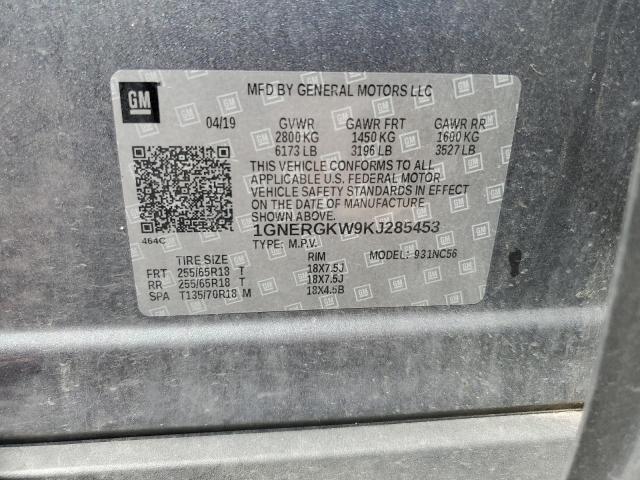 GM
MFD BY GENERAL MOTORS LLC
04/19 GVWR GAWR FRT GAWR RR
2800 KG 1450 KG 1600 KG
6173 LB 3196 LB 3527 LB
THIS VEHICLE CONFORMS TO ALL
APPLICABLE U.S. FEDERAL MOTOR
VEHICLE SAFETY STANDARDS IN EFFECT
ON THE DATE OF MANUFACTURE
SHOWN ABOVE.
464C
1GNERGKW9KJ285453
TYPE: M.P.V. MODEL: 931NC56
TIRE SIZE RIM
FRT 255/65R18 T 18X7.5J
RR 255/65R18 T 18X7.5J
SPA T135/70R18 M 18X4.5B